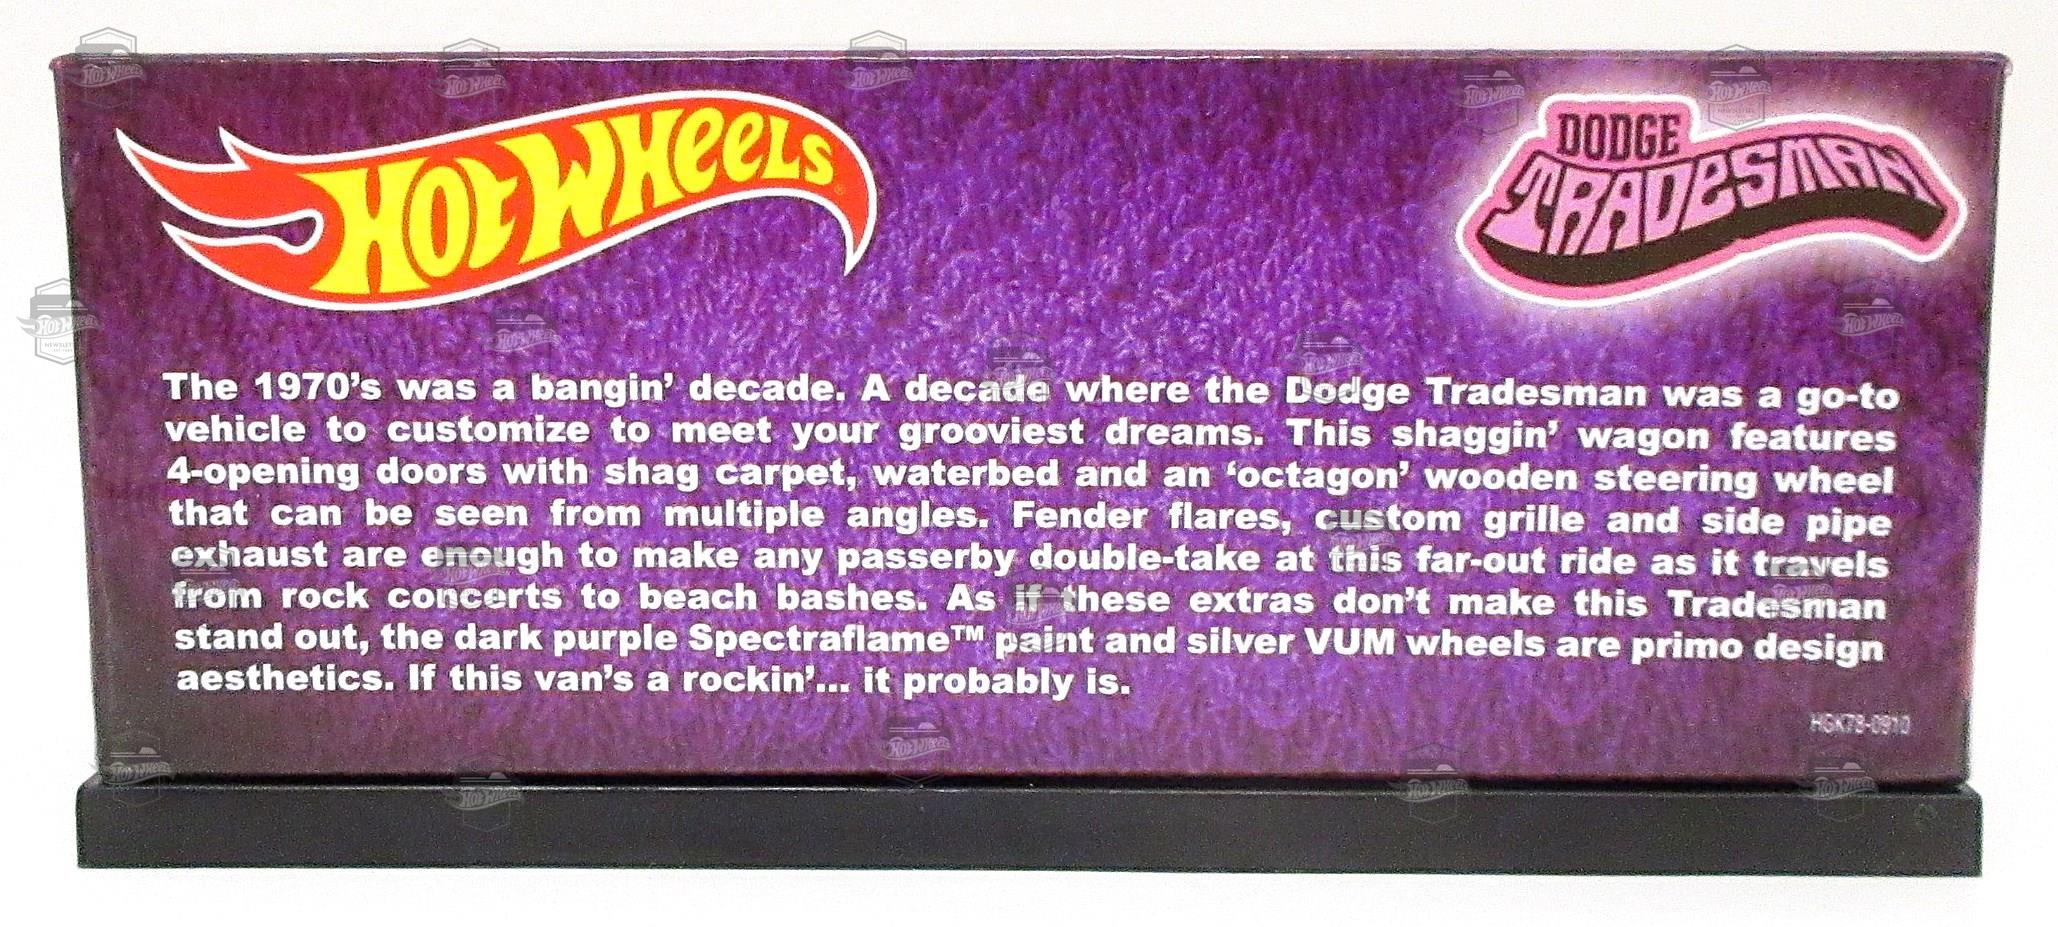 HOT WHEELS
DODGE
TRADESMAN
The 1970's was a bangin' decade. A decade where the Dodge Tradesman was a go-to
vehicle to customize to meet your grooviest dreams. This shaggin' wagon features
4-opening doors with shag carpet, waterbed and an ‘octagon’ wooden steering wheel
that can be seen from multiple angles. Fender flares, custom grille and side pipe
exhaust are enough to make any passerby double-take at this far-out ride as it travels
from rock concerts to beach bashes. As if these extras don't make this Tradesman
stand out, the dark purple Spectraflame™ paint and silver VUM wheels are primo design
aesthetics. If this van's a rockin'... it probably is.